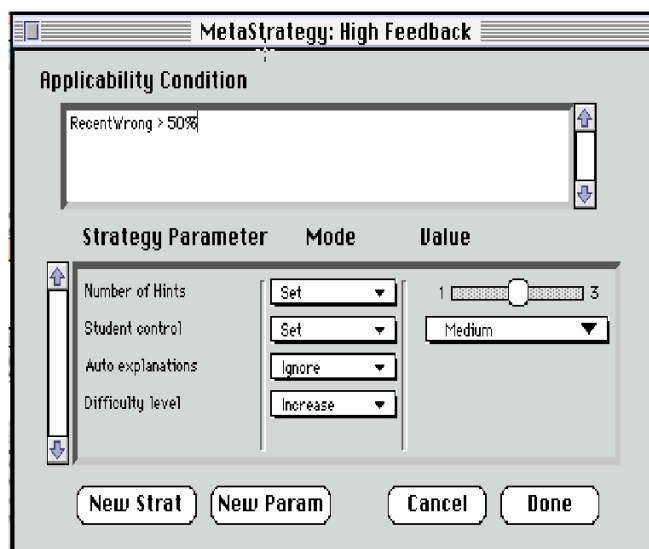 MetaStrategy: High Feedback
Applicability Condition
RecentWrong > 50%
Strategy Parameter Mode Value
Number of Hints Set 1 3
Student control Set Medium
Auto explanations Ignore
Difficulty level Increase
New Strat New Param Cancel Done